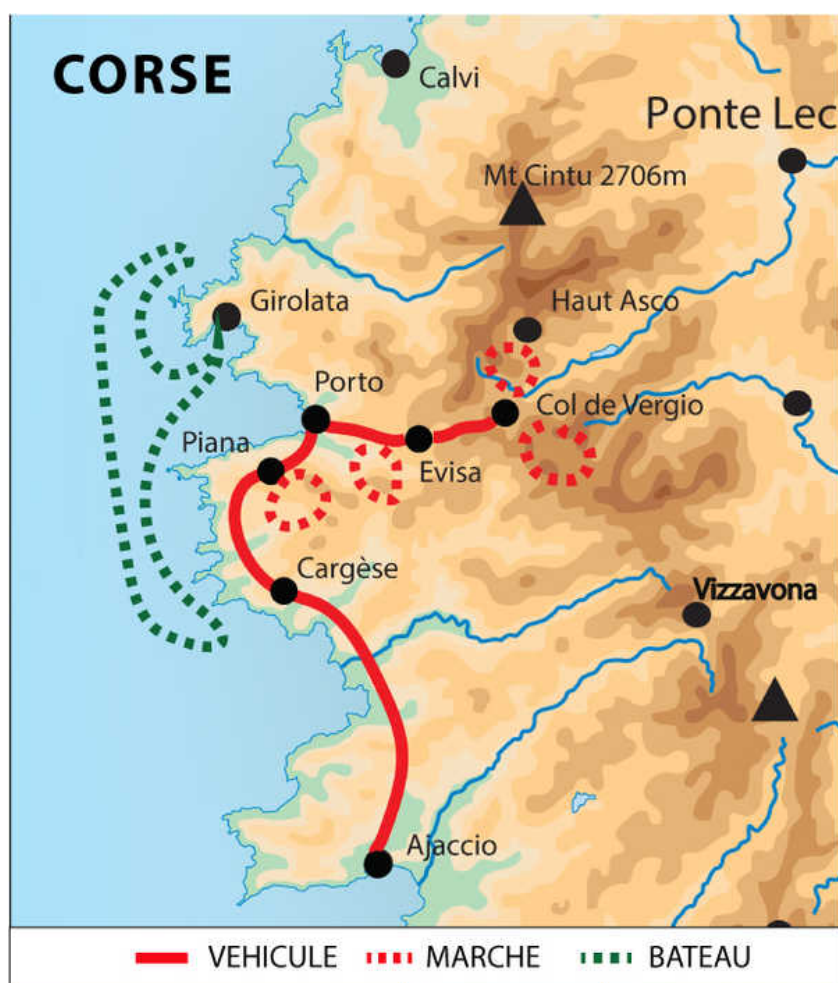 CORSE
Calvi
Ponte Lec
Mt Cintu 2706m
Girolata
Haut Asco
Porto
Col de Vergio
Piana
Evisa
Cargèse
Vizzavona
Ajaccio
VEHICULE MARCHE BATEAU